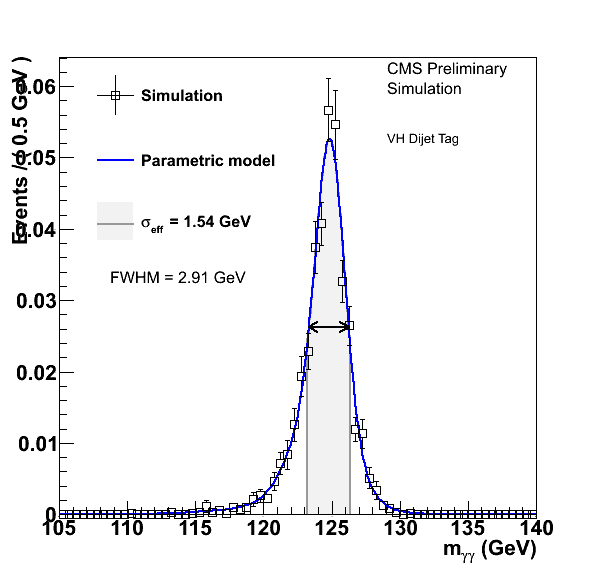 CMS Preliminary
Simulation
VH Dijet Tag
Simulation
Parametric model
σeff = 1.54 GeV
FWHM = 2.91 GeV
Events / ( 0.5 GeV )
0.06
0.05
0.04
0.03
0.02
0.01
0
105 110 115 120 125 130 135 140
mγγ (GeV)